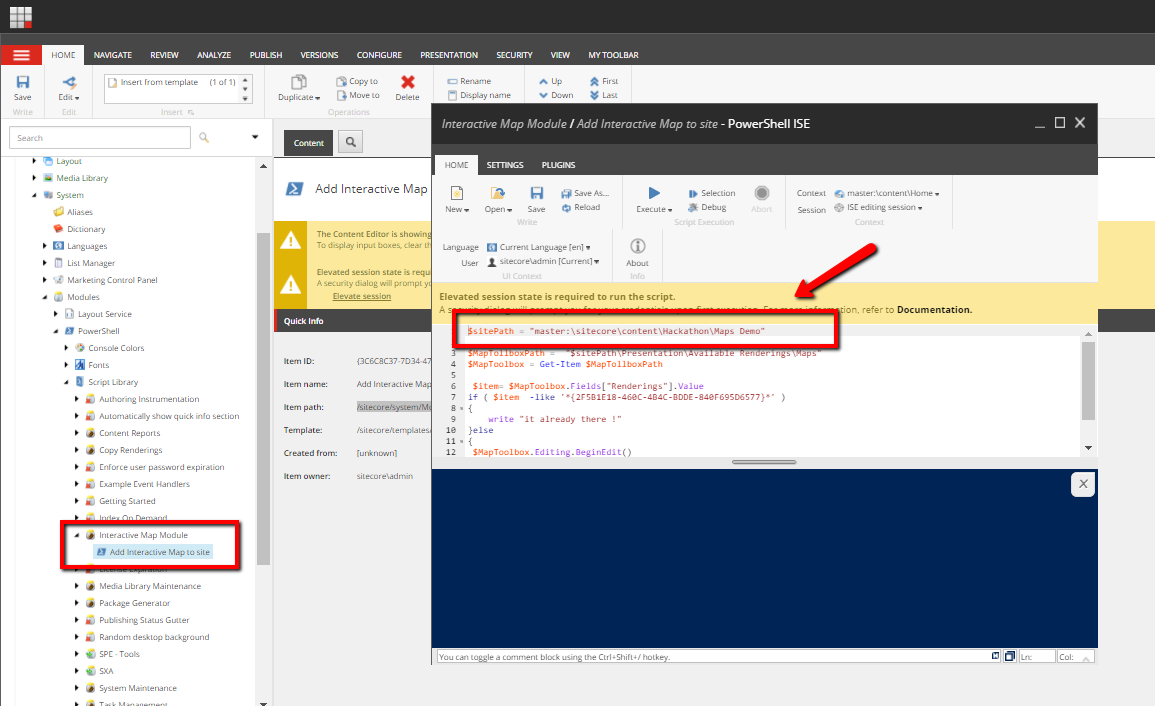 HOME NAVIGATE REVIEW ANALYZE PUBLISH VERSIONS CONFIGURE PRESENTATION SECURITY VIEW MY TOOLBAR
Save
Write
Edit
Edit
Insert from template (1 of 1)
Insert
Duplicate
Copy to
Move to
Delete
Operations
Rename
Display name
Up
Down
First
Last
Search
Layout
Media Library
System
Aliases
Dictionary
Languages
List Manager
Marketing Control Panel
Modules
Layout Service
PowerShell
Console Colors
Fonts
Script Library
Authoring Instrumentation
Automatically show quick info section
Content Reports
Copy Renderings
Enforce user password expiration
Example Event Handlers
Getting Started
Index On Demand
Interactive Map Module
Add Interactive Map to site
License Expiration
Media Library Maintenance
Package Generator
Publishing Status Gutter
Random desktop background
SPE - Tools
SXA
System Maintenance
Task Management
Content
Add Interactive Map
The Content Editor is showing
To display input boxes, clear th
Elevated session state is requi
A security dialog will prompt yo
Elevate session
Quick Info
Item ID: {3C6C8C37-7D34-47
Item name: Add Interactive Map
Item path: /sitecore/system/Mo
Template: /sitecore/templates/
Created from: [unknown]
Item owner: sitecore\admin
Interactive Map Module / Add Interactive Map to site - PowerShell ISE
HOME SETTINGS PLUGINS
New
Open
Save
Save As...
Reload
Write
Execute
Selection
Debug
Abort
Script Execution
Context master:\content\Home
Session ISE editing session
Context
Language Current Language [en]
User sitecore\admin [Current]
UI Context
About
Info
Elevated session state is required to run the script.
A security dialog will prompt you for your credentials upon first execution. For more information, refer to Documentation.
$sitePath = "master:\sitecore\content\Hackathon\Maps Demo"
3 $MapTollboxPath = "$sitePath\Presentation\Available Renderings\Maps"
4 $MapToolbox = Get-Item $MapTollboxPath
5
6 $item= $MapToolbox.Fields["Renderings"].Value
7 if ( $item -like '*{2F5B1E18-460C-4B4C-BDDE-840F695D6577}*' )
8 {
9 write "it already there !"
10 }else
11 {
12 $MapToolbox.Editing.BeginEdit()
You can toggle a comment block using the Ctrl+Shift+/ hotkey.
Ln:
Col: